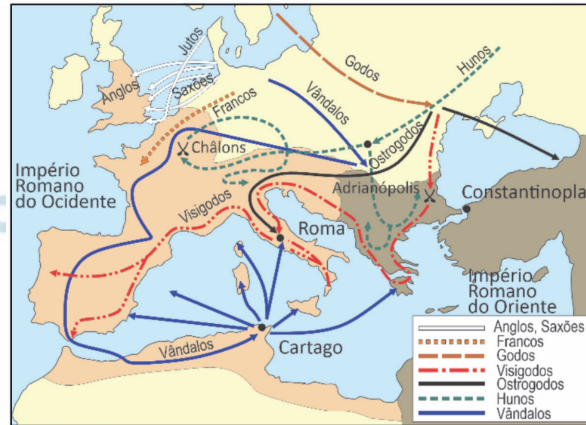 Jutos
Anglos
Saxões
Godos
Hunos
Francos
Vândalos
Châlons
Ostrogodos
Império
Romano
do Ocidente
Adrianópolis
Constantinopla
Visigodos
Roma
Império
Romano
do Oriente
Cartago
Vândalos
Anglos, Saxões
Francos
Godos
Visigodos
Ostrogodos
Hunos
Vândalos